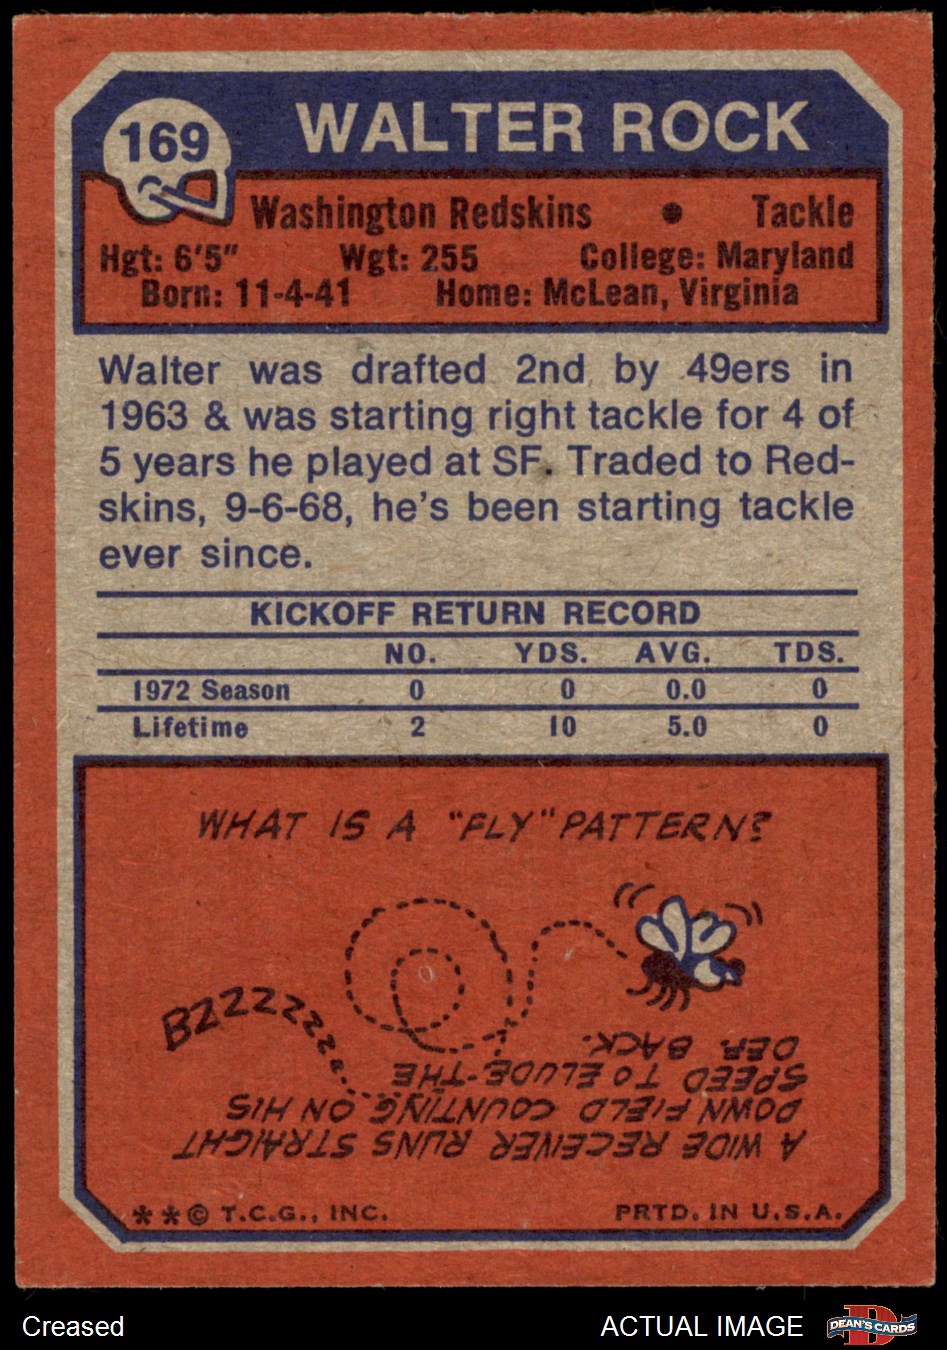 169
WALTER ROCK
Washington Redskins • Tackle
Hgt: 6'5" Wgt: 255 College: Maryland
Born: 11-4-41 Home: McLean, Virginia
Walter was drafted 2nd by 49ers in
1963 & was starting right tackle for 4 of
5 years he played at SF. Traded to Red-
skins, 9-6-68, he's been starting tackle
ever since.
KICKOFF RETURN RECORD
NO. YDS. AVG. TDS.
1972 Season 0 0 0.0 0
Lifetime 2 10 5.0 0
WHAT IS A "FLY" PATTERN?
BZZZZZZZ
A WIDE RECEIVER RUNS STRAIGHT
DOWN FIELD COUNTING ON HIS
SPEED TO ELUDE THE
DEF. BACK.
**© T.C.G., INC. PRTD. IN U.S.A.
Creased
ACTUAL IMAGE
D
DEAN'S CARDS